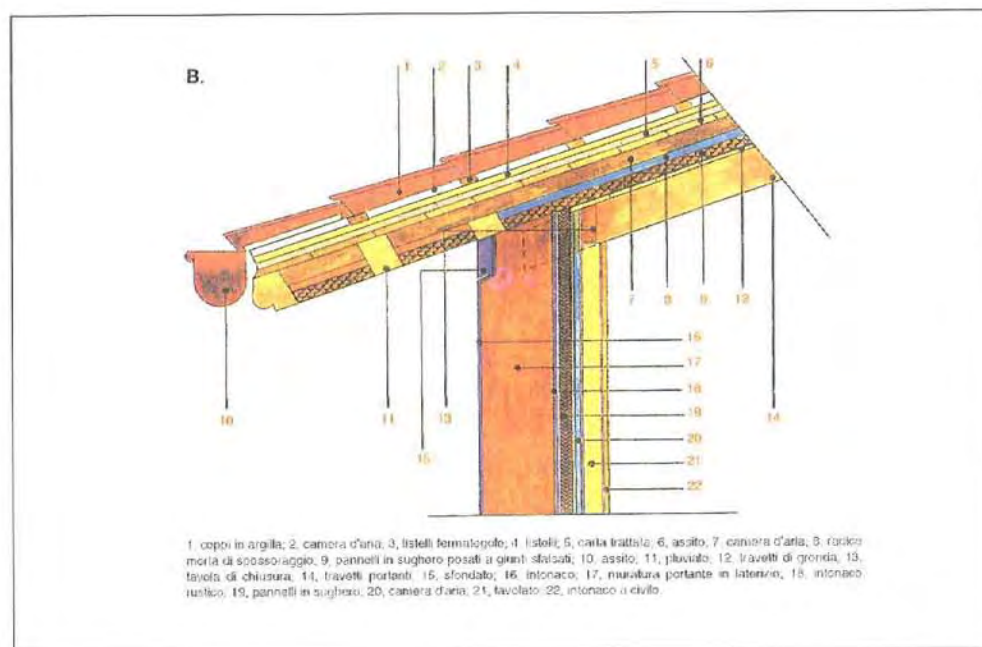 B.
1 2 3 4 5 6
7 8 9 12
16
17
10 11 13 18 14
19
15 20
21
22
1, coppi in argilla; 2, camera d'aria; 3, listelli fermategole; 4, listelli; 5, carta trattata; 6, assito; 7, camera d'aria; 8,
malta di spessoraggio; 9, pannelli in sughero posati a giunti sfalsati; 10, assito; 11, pluviale; 12, travetti di gronda; 13,
tavola di chiusura; 14, travetti portanti; 15, sfondato; 16, intonaco; 17, muratura portante in laterizio; 18, intonaco
rustico; 19, pannelli in sughero; 20, camera d'aria; 21, tavolato; 22, intonaco a civile.